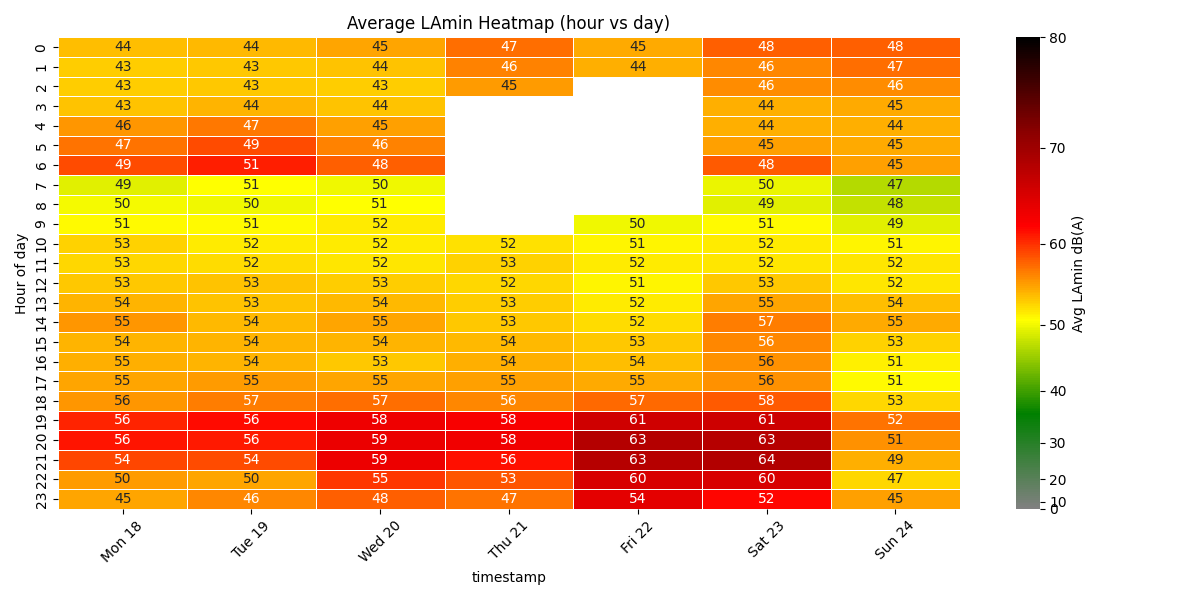 Average LAmin Heatmap (hour vs day)
0 44 44 45 47 45 48 48
1 43 43 44 46 44 46 47
2 43 43 43 45 46 46
3 43 44 44 44 45
4 46 47 45 44 44
5 47 49 46 45 45
6 49 51 48 48 45
7 49 51 50 50 47
8 50 50 51 49 48
9 51 51 52 50 51 49
10 53 52 52 52 51 52 51
11 53 52 52 53 52 52 52
12 53 53 53 52 51 53 52
13 54 53 54 53 52 55 54
14 55 54 55 53 52 57 55
15 54 54 54 54 53 56 53
16 55 54 53 54 54 56 51
17 55 55 55 55 55 56 51
18 56 57 57 56 57 58 53
19 56 56 58 58 61 61 52
20 56 56 59 58 63 63 51
21 54 54 59 56 63 64 49
22 50 50 55 53 60 60 47
23 45 46 48 47 54 52 45
Hour of day
Mon 18 Tue 19 Wed 20 Thu 21 Fri 22 Sat 23 Sun 24
timestamp
80
70
60
50
40
30
20
10
0
Avg LAmin dB(A)